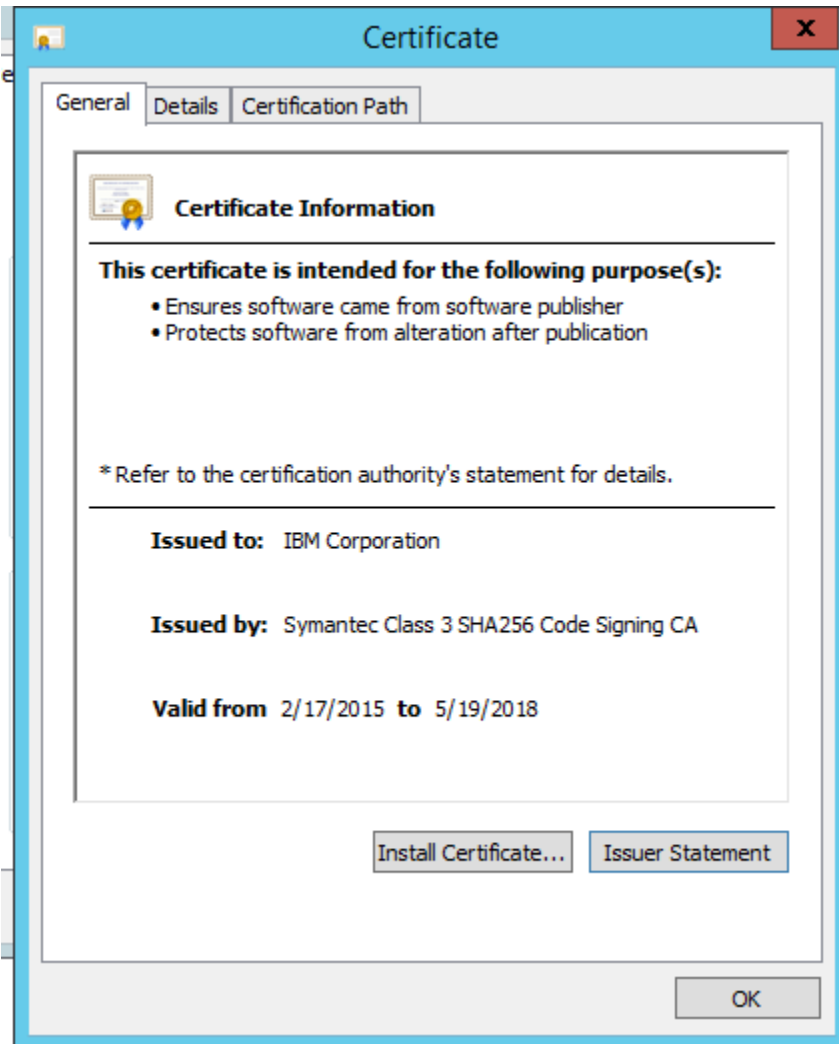 Certificate
x
e
General Details Certification Path
Certificate Information
This certificate is intended for the following purpose(s):
• Ensures software came from software publisher
• Protects software from alteration after publication
* Refer to the certification authority's statement for details.
Issued to: IBM Corporation
Issued by: Symantec Class 3 SHA256 Code Signing CA
Valid from 2/17/2015 to 5/19/2018
Install Certificate... Issuer Statement
OK